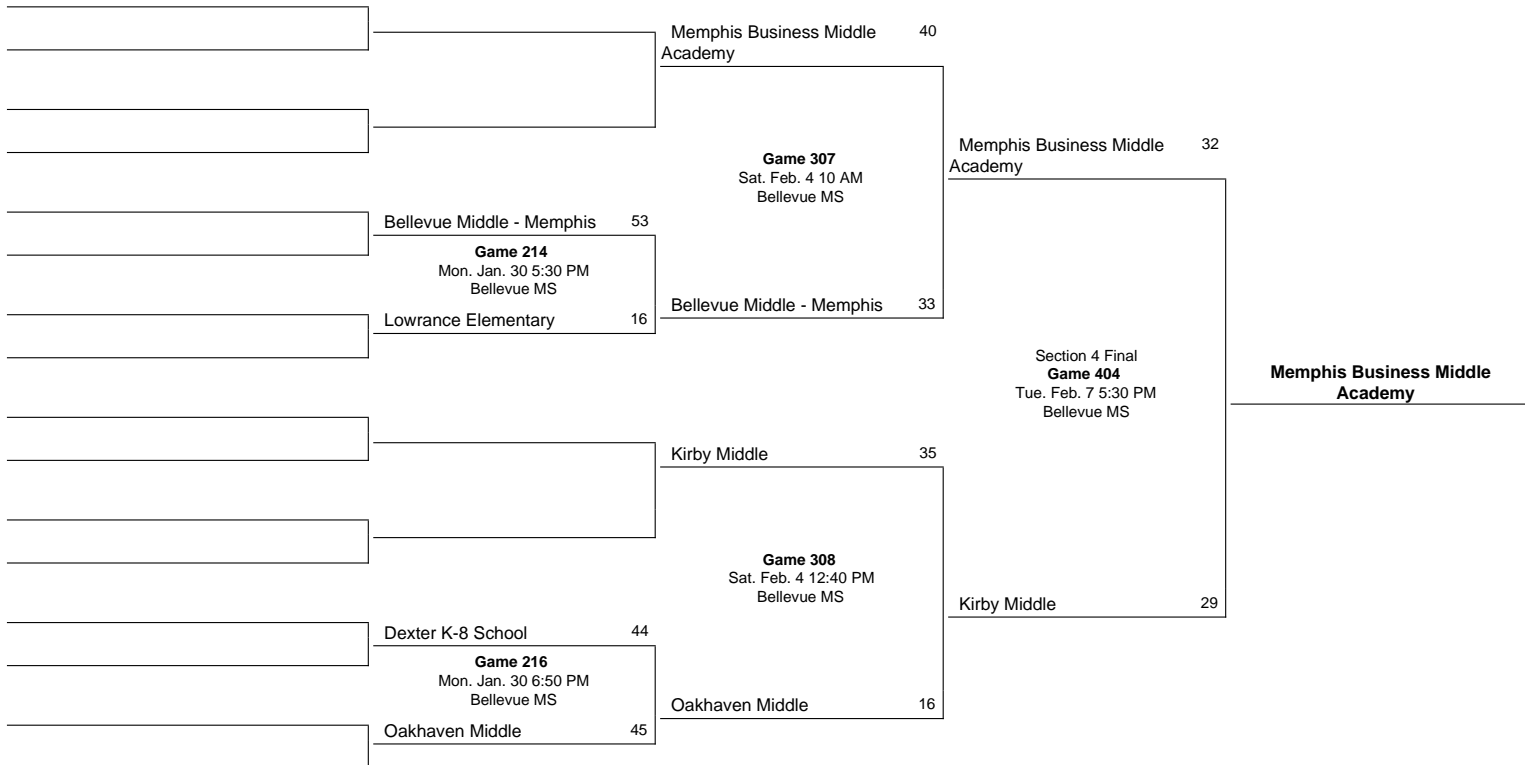 Memphis Business Middle
Academy
40
Game 307
Sat. Feb. 4 10 AM
Bellevue MS
Memphis Business Middle
Academy
32
Bellevue Middle - Memphis 53
Game 214
Mon. Jan. 30 5:30 PM
Bellevue MS
Lowrance Elementary 16
Bellevue Middle - Memphis 33
Section 4 Final
Game 404
Tue. Feb. 7 5:30 PM
Bellevue MS
Memphis Business Middle
Academy
Kirby Middle 35
Game 308
Sat. Feb. 4 12:40 PM
Bellevue MS
Kirby Middle 29
Dexter K-8 School 44
Game 216
Mon. Jan. 30 6:50 PM
Bellevue MS
Oakhaven Middle 45
Oakhaven Middle 16